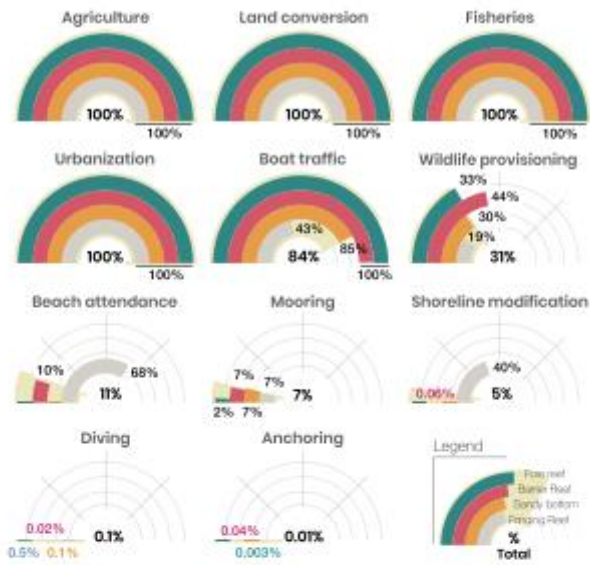 Agriculture
Land conversion
Fisheries
100%
100%
100%
100%
100%
100%
Urbanization
Boat traffic
Wildlife provisioning
33%
44%
30%
19%
31%
43%
85%
84%
100%
100%
100%
Beach attendance
Mooring
Shoreline modification
10%
68%
11%
7%
7%
7%
2%
7%
40%
0.06%
5%
Diving
Anchoring
Legend
0.02%
0.1%
0.5%
0.1%
0.04%
0.01%
0.003%
Barrier Reef
Sandy bottom
Fringing Reef
%
Total